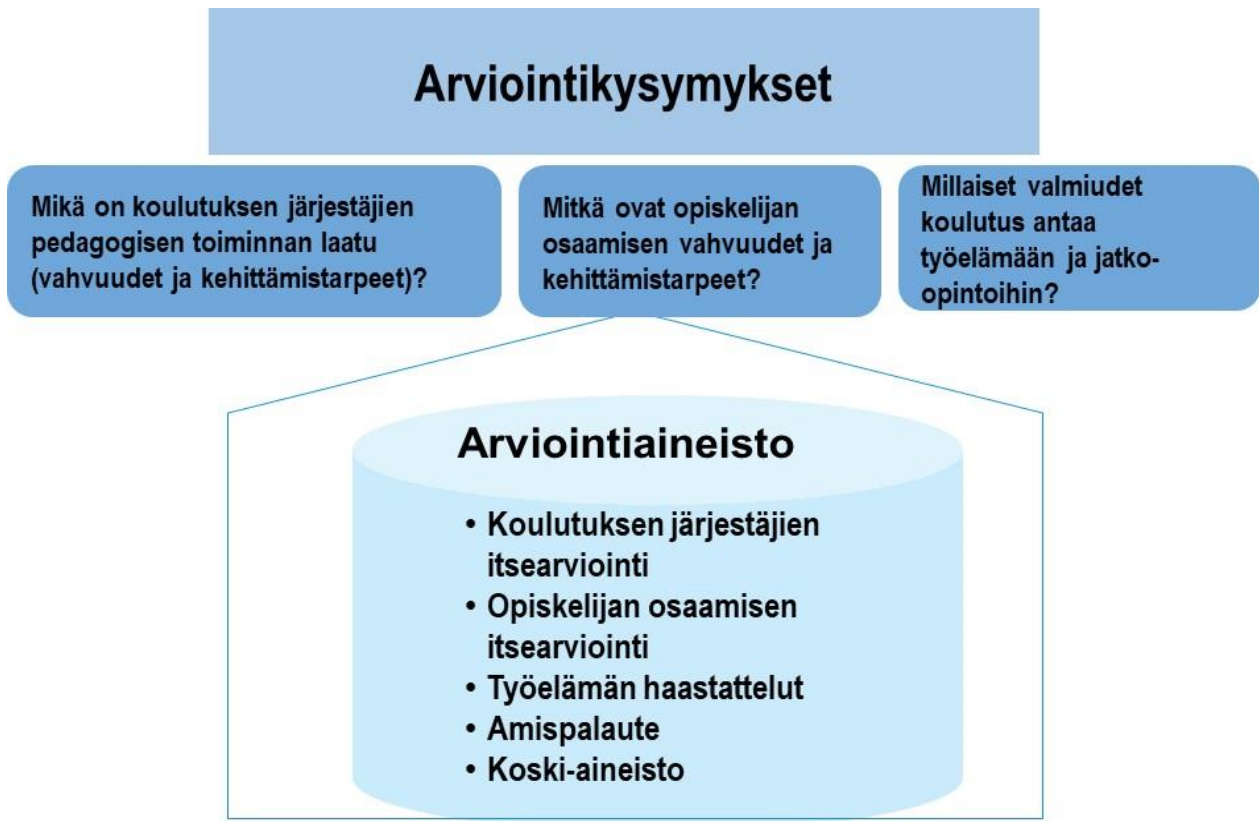 Arviointikysymykset
Mikä on koulutuksen järjestäjien
pedagogisen toiminnan laatu
(vahvuudet ja kehittämistarpeet)?
Mitkä ovat opiskelijan
osaamisen vahvuudet ja
kehittämistarpeet?
Millaiset valmiudet
koulutus antaa
työelämään ja jatko-
opintoihin?
Arviointiaineisto
• Koulutuksen järjestäjien
itsearviointi
• Opiskelijan osaamisen
itsearviointi
• Työelämän haastattelut
• Amispalaute
• Koski-aineisto